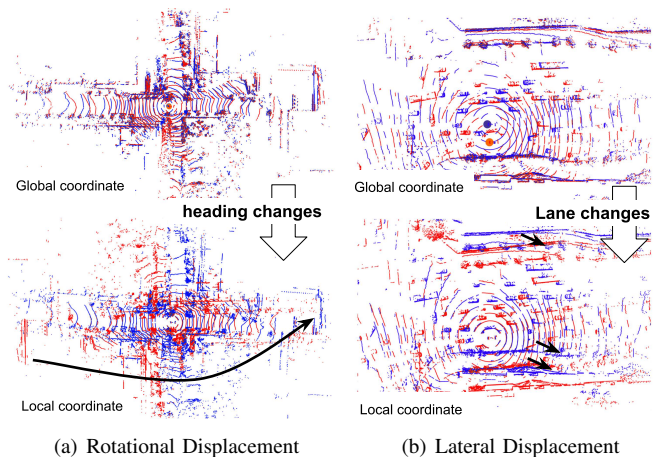 Global coordinate
heading changes
Local coordinate
(a) Rotational Displacement
Global coordinate
Lane changes
Local coordinate
(b) Lateral Displacement